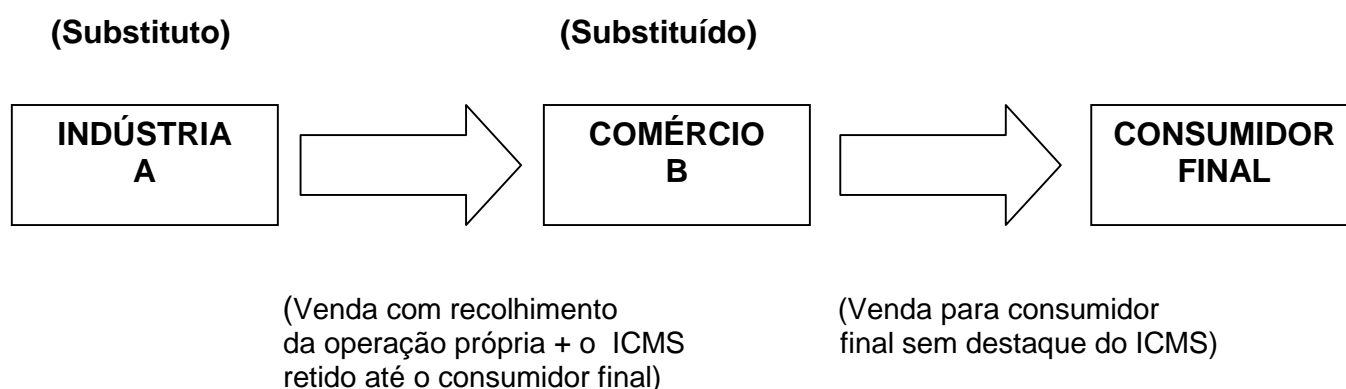 (Substituto)
(Substituído)
INDÚSTRIA
A
COMÉRCIO
B
CONSUMIDOR
FINAL
(Venda com recolhimento
da operação própria + o ICMS
retido até o consumidor final)
(Venda para consumidor
final sem destaque do ICMS)